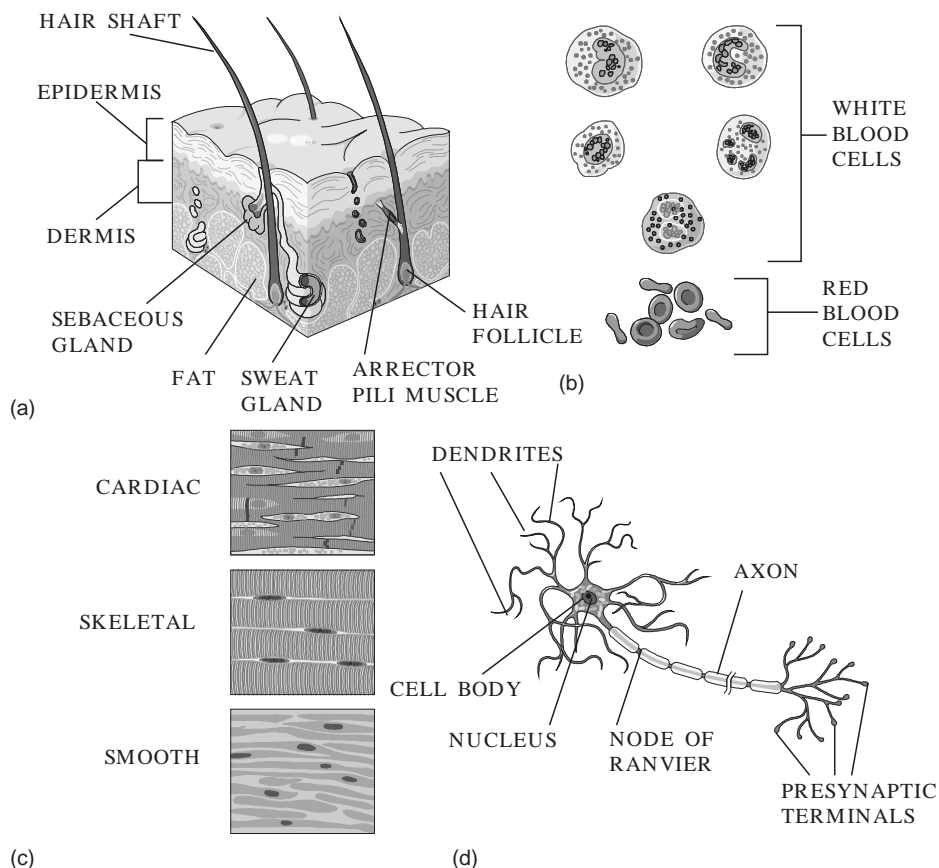 HAIR SHAFT
EPIDERMIS
DERMIS
SEBACEOUS
GLAND
FAT
SWEAT
GLAND
ARRECTOR
PILI MUSCLE
HAIR
FOLLICLE
(a)
WHITE
BLOOD
CELLS
RED
BLOOD
CELLS
(b)
CARDIAC
SKELETAL
SMOOTH
(c)
DENDRITES
AXON
CELL BODY
NUCLEUS
NODE OF
RANVIER
PRESYNAPTIC
TERMINALS
(d)